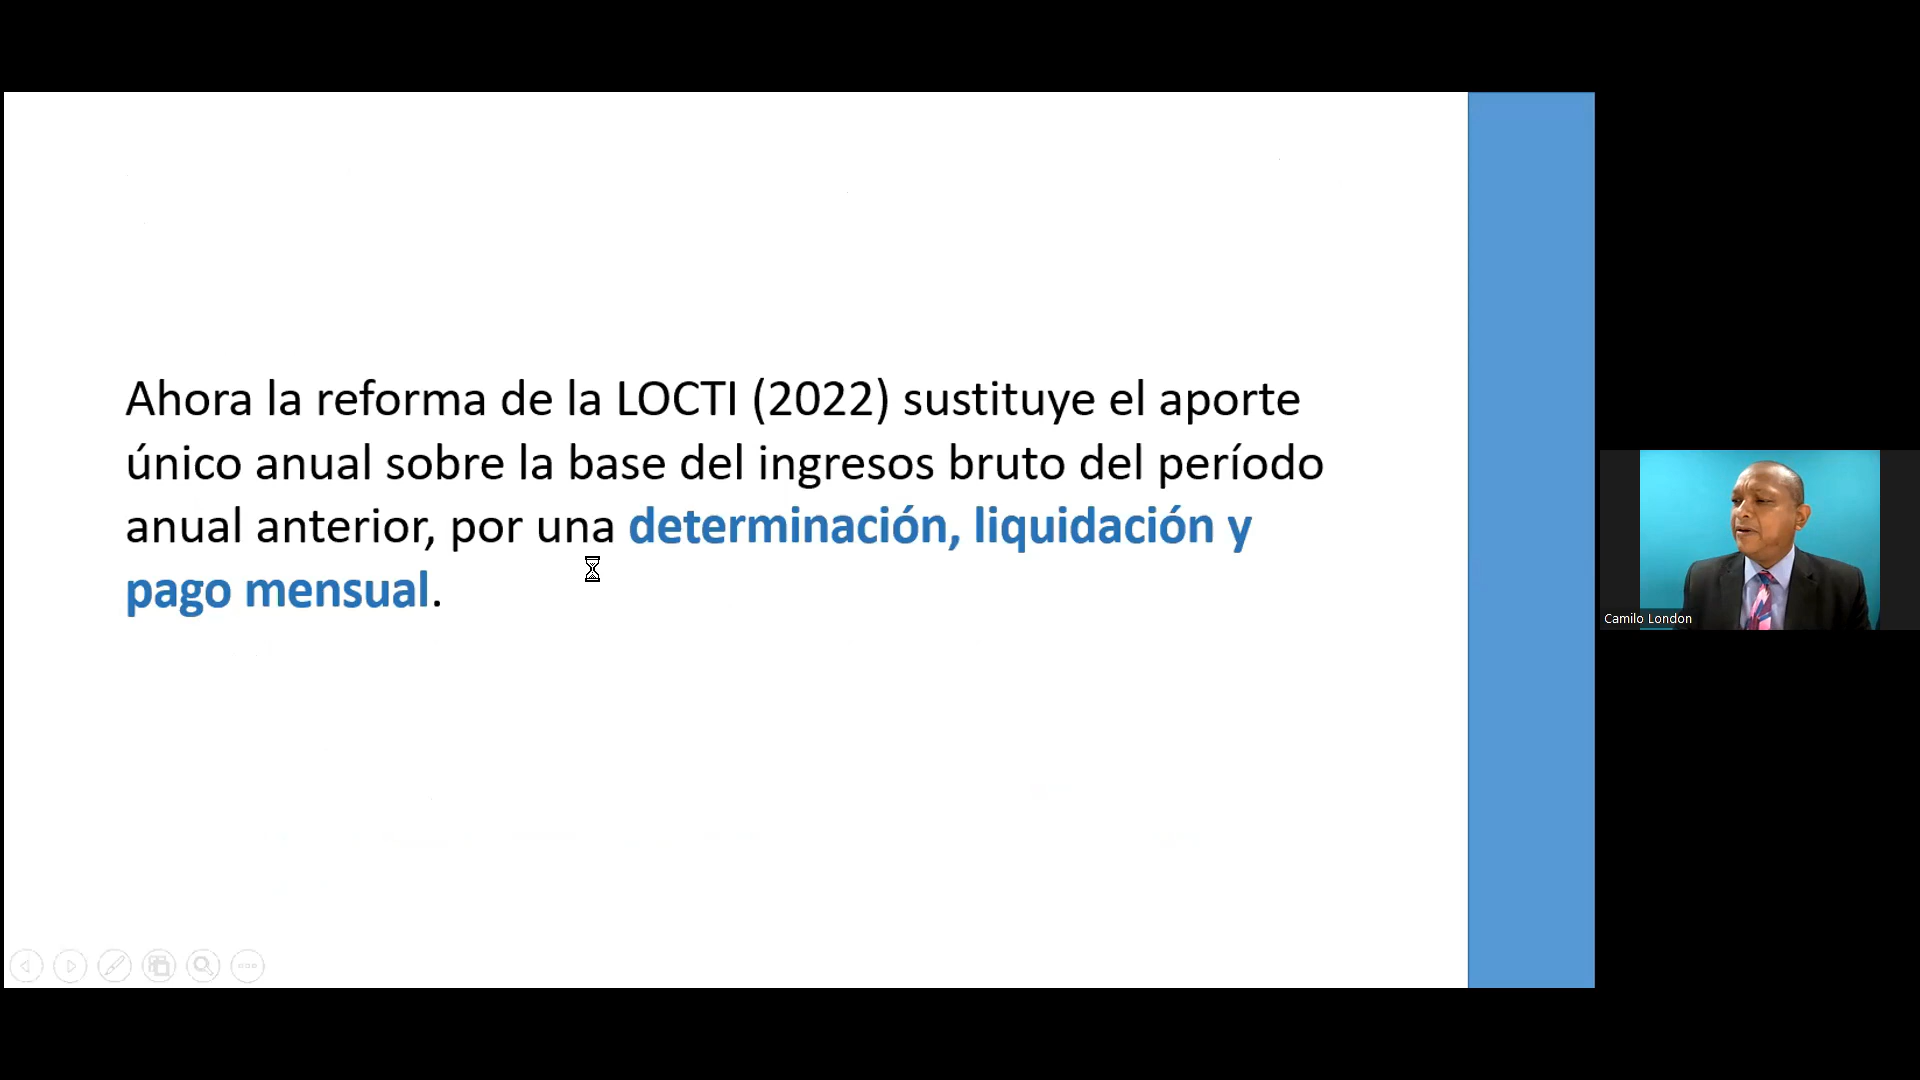 Ahora la reforma de la LOCTI (2022) sustituye el aporte
único anual sobre la base del ingresos bruto del período
anual anterior, por una determinación, liquidación y
pago mensual.
Camilo London